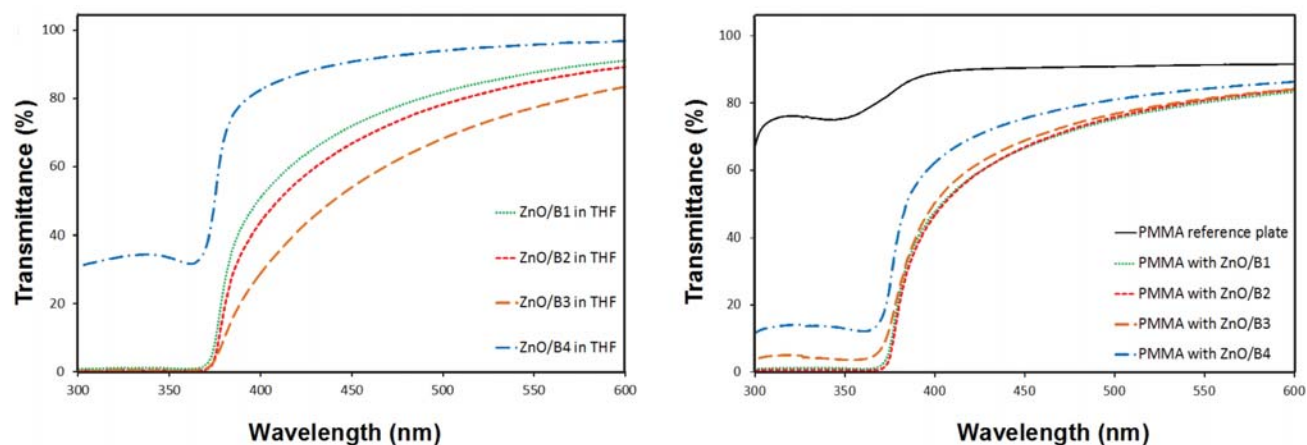 Transmittance (%)
100
80
60
40
20
0
300
350
400
450
500
550
600
Wavelength (nm)
ZnO/B1 in THF
ZnO/B2 in THF
ZnO/B3 in THF
ZnO/B4 in THF
Transmittance (%)
100
80
60
40
20
0
300
350
400
450
500
550
600
Wavelength (nm)
PMMA reference plate
PMMA with ZnO/B1
PMMA with ZnO/B2
PMMA with ZnO/B3
PMMA with ZnO/B4